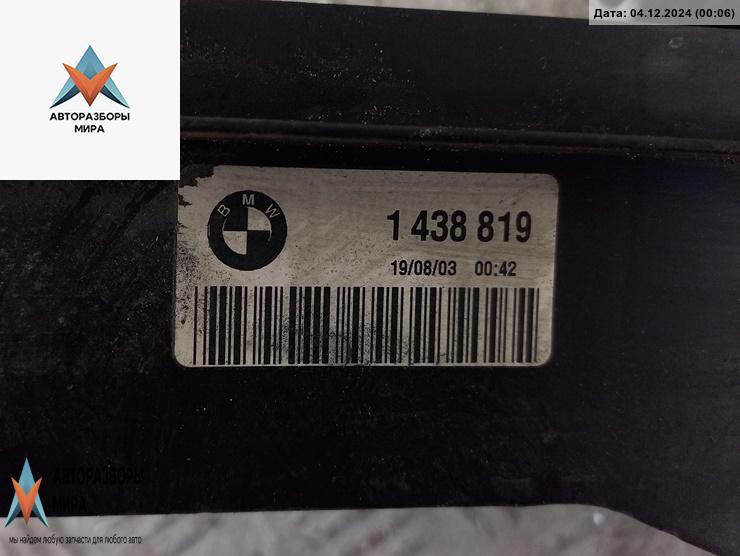 Дата: 04.12.2024 (00:06)
АВТОРАЗБОРЫ
МИРА
BMW
1 438 819
19/08/03 00:42
АВТОРАЗБОРЫ
МИРА
мы найдем любую запчасти для любого авто